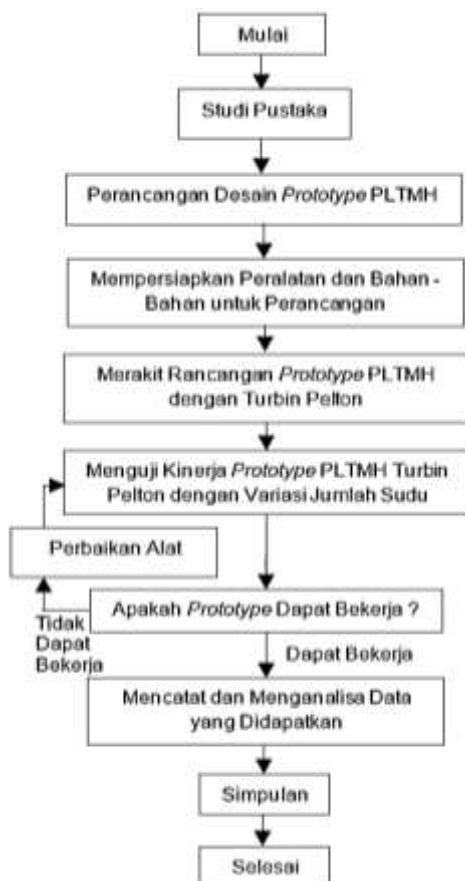 Mulai
Studi Pustaka
Perancangan Desain Prototype PLTMH
Mempersiapkan Peralatan dan Bahan -
Bahan untuk Perancangan
Merakit Rancangan Prototype PLTMH
dengan Turbin Pelton
Menguji Kinerja Prototype PLTMH Turbin
Pelton dengan Variasi Jumlah Sudu
Perbaikan Alat
Apakah Prototype Dapat Bekerja ?
Tidak
Dapat
Bekerja
Dapat Bekerja
Mencatat dan Menganalisa Data
yang Didapatkan
Simpulan
Selesai